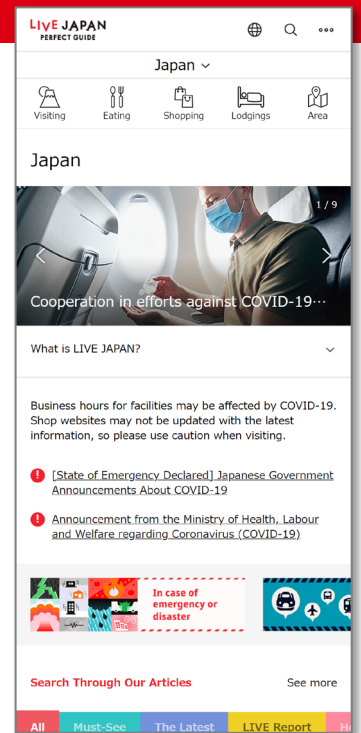 LIVE JAPAN
PERFECT GUIDE
Japan
Visiting
Eating
Shopping
Lodgings
Area
Japan
1 / 9
Cooperation in efforts against COVID-19…
What is LIVE JAPAN?
Business hours for facilities may be affected by COVID-19.
Shop websites may not be updated with the latest
information, so please use caution when visiting.
[State of Emergency Declared] Japanese Government
Announcements About COVID-19
Announcement from the Ministry of Health, Labour
and Welfare regarding Coronavirus (COVID-19)
In case of
emergency or
disaster
Search Through Our Articles
See more
All
Must-See
The Latest
LIVE Report